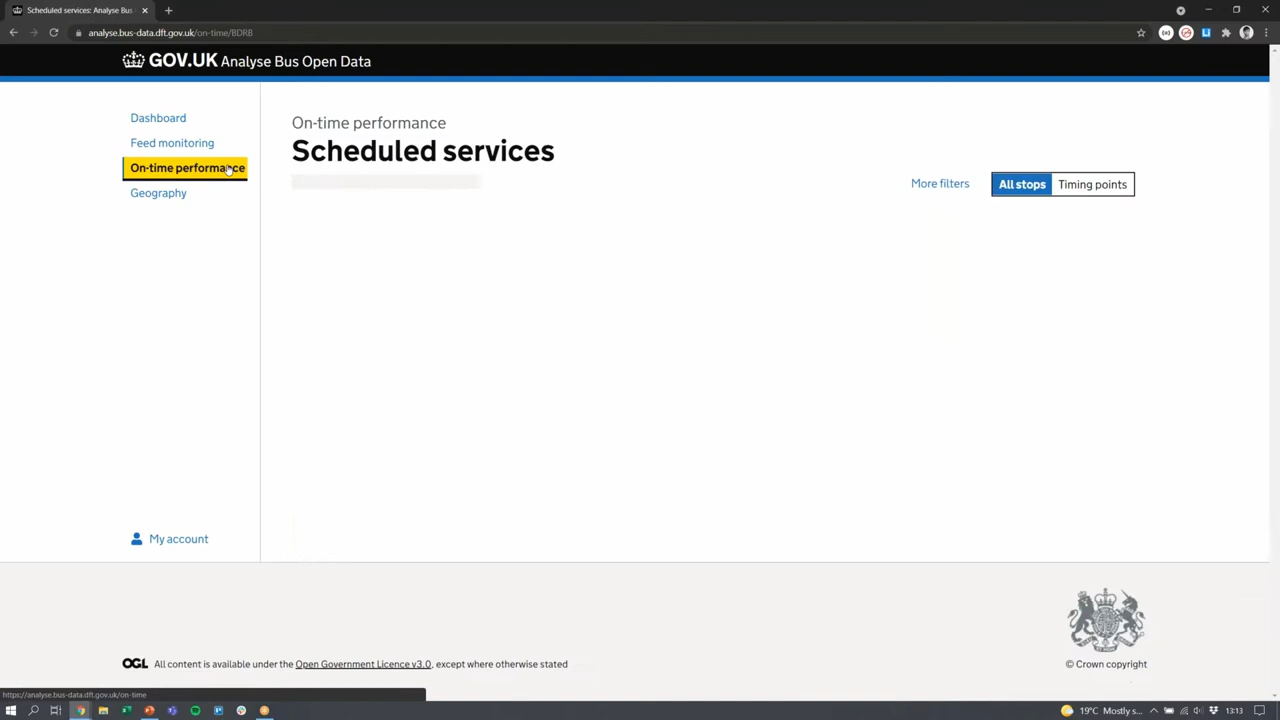 Scheduled services: Analyse Bus
analyse.bus-data.dft.gov.uk/on-time/BDRB
GOV.UK Analyse Bus Open Data
Dashboard
Feed monitoring
On-time performance
Geography
On-time performance
Scheduled services
More filters
All stops
Timing points
My account
OGL All content is available under the Open Government Licence v3.0, except where otherwise stated
© Crown copyright
https://analyse.bus-data.dft.gov.uk/on-time
19°C Mostly s...
13:13